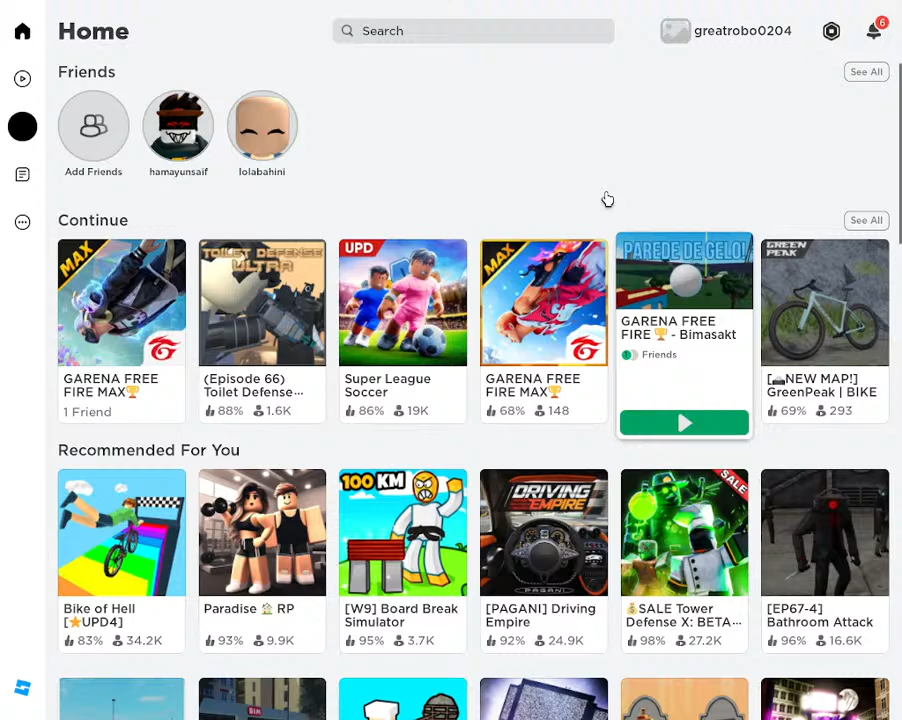 Home
Search
greatrobo0204
6
Friends
See All
Add Friends
hamayunsaif
lolabahini
Continue
See All
MAX
GARENA FREE
FIRE MAX🏆
1 Friend
TOILET DEFENSE
ULTRA
(Episode 66)
Toilet Defense...
88% 1.6K
UPD
Super League
Soccer
86% 19K
MAX
GARENA FREE
FIRE MAX🏆
68% 148
PAREDE DE GELO!
GARENA FREE
FIRE🏆 - Bimasakt
Friends
GREEN
PEAK
[🏔NEW MAP!]
GreenPeak | BIKE
69% 293
Recommended For You
Bike of Hell
[⭐UPD4]
83% 34.2K
Paradise 🏠 RP
93% 9.9K
100 KM
[W9] Board Break
Simulator
95% 3.7K
DRIVING
EMPIRE
PAGANI
[PAGANI] Driving
Empire
92% 24.9K
SALE
💰SALE Tower
Defense X: BETA...
98% 27.2K
[EP67-4]
Bathroom Attack
96% 16.6K